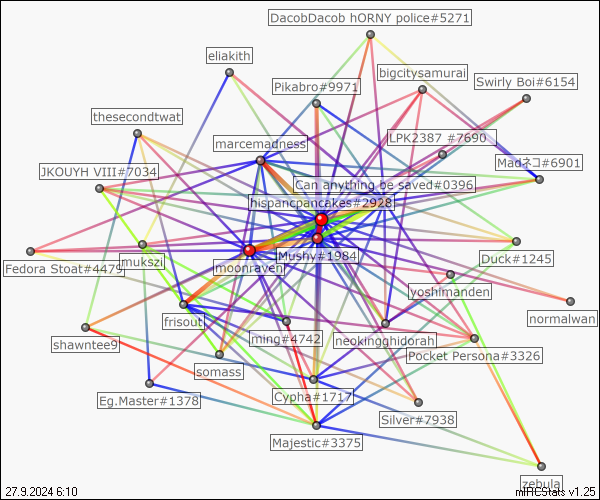 DacobDacob hORNY police#5271
eliakith
bigcitysamurai
Pikabro#9971
Swirly Boi#6154
thesecondtwat
LPK2387 #7690
marcemadness
Madネコ#6901
JKOUYH VIII#7034
Can anything be saved#0396
hispancpancakes#2928
Mushy#1984
Duck#1245
Fedora Stoat#4479
mukszi
moonraven
yoshimanden
frisout
normalwan
ming#4742
neokingghidorah
shawntee9
Pocket Persona#3326
somass
Eg.Master#1378
Cypha#1717
Silver#7938
Majestic#3375
zebula
27.9.2024 6:10
mIRCStats v1.25